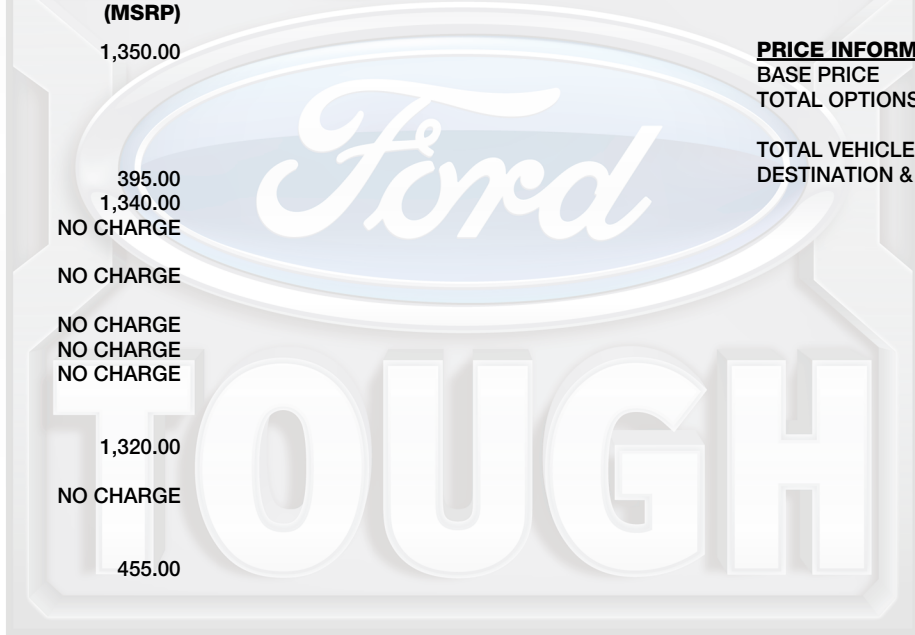 (MSRP)
1,350.00
395.00
1,340.00
NO CHARGE
NO CHARGE
NO CHARGE
NO CHARGE
NO CHARGE
1,320.00
NO CHARGE
455.00
PRICE INFORM
BASE PRICE
TOTAL OPTIONS
TOTAL VEHICLE
DESTINATION &
Ford
TOUGH